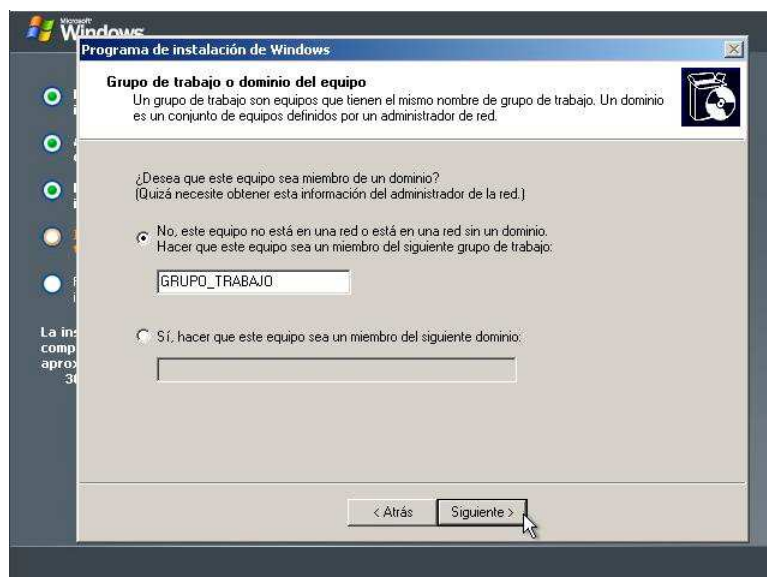 Microsoft
Windows
Programa de instalación de Windows
Grupo de trabajo o dominio del equipo
Un grupo de trabajo son equipos que tienen el mismo nombre de grupo de trabajo. Un dominio
es un conjunto de equipos definidos por un administrador de red.
¿Desea que este equipo sea miembro de un dominio?
(Quizá necesite obtener esta información del administrador de la red.)
No, este equipo no está en una red o está en una red sin un dominio.
Hacer que este equipo sea un miembro del siguiente grupo de trabajo:
GRUPO_TRABAJO
Sí, hacer que este equipo sea un miembro del siguiente dominio:
La
< Atrás
Siguiente >